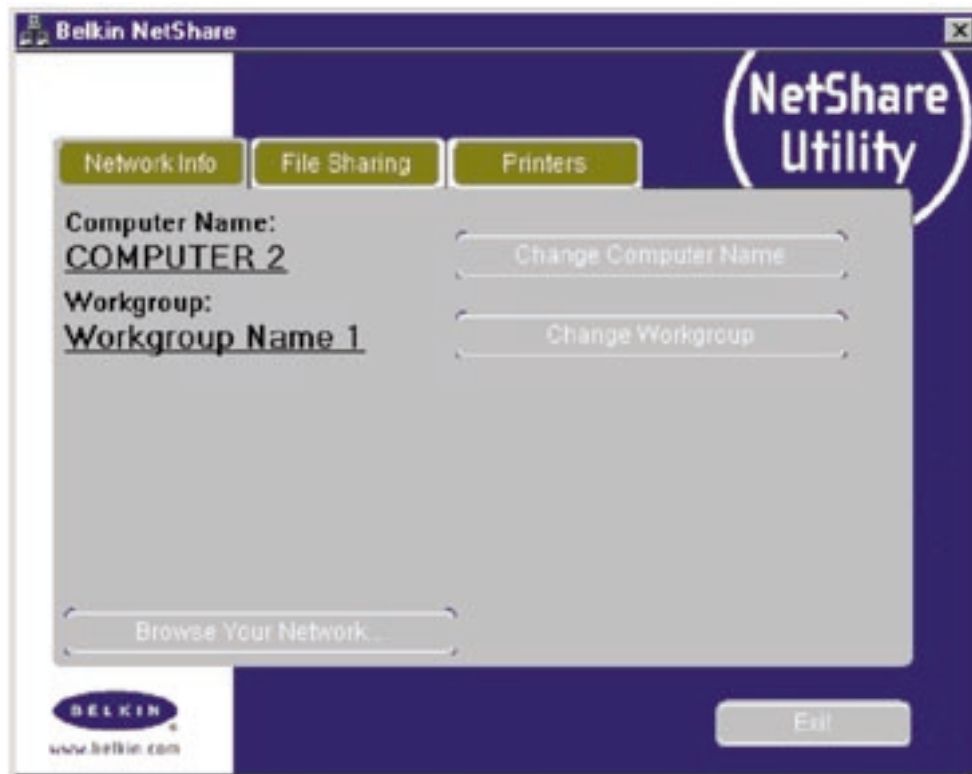 Belkin NetShare
NetShare
Utility
Network Info
File Sharing
Printers
Computer Name:
COMPUTER 2
Change Computer Name
Workgroup:
Workgroup Name 1
Change Workgroup
Browse Your Network...
BELKIN
www.belkin.com
Exit